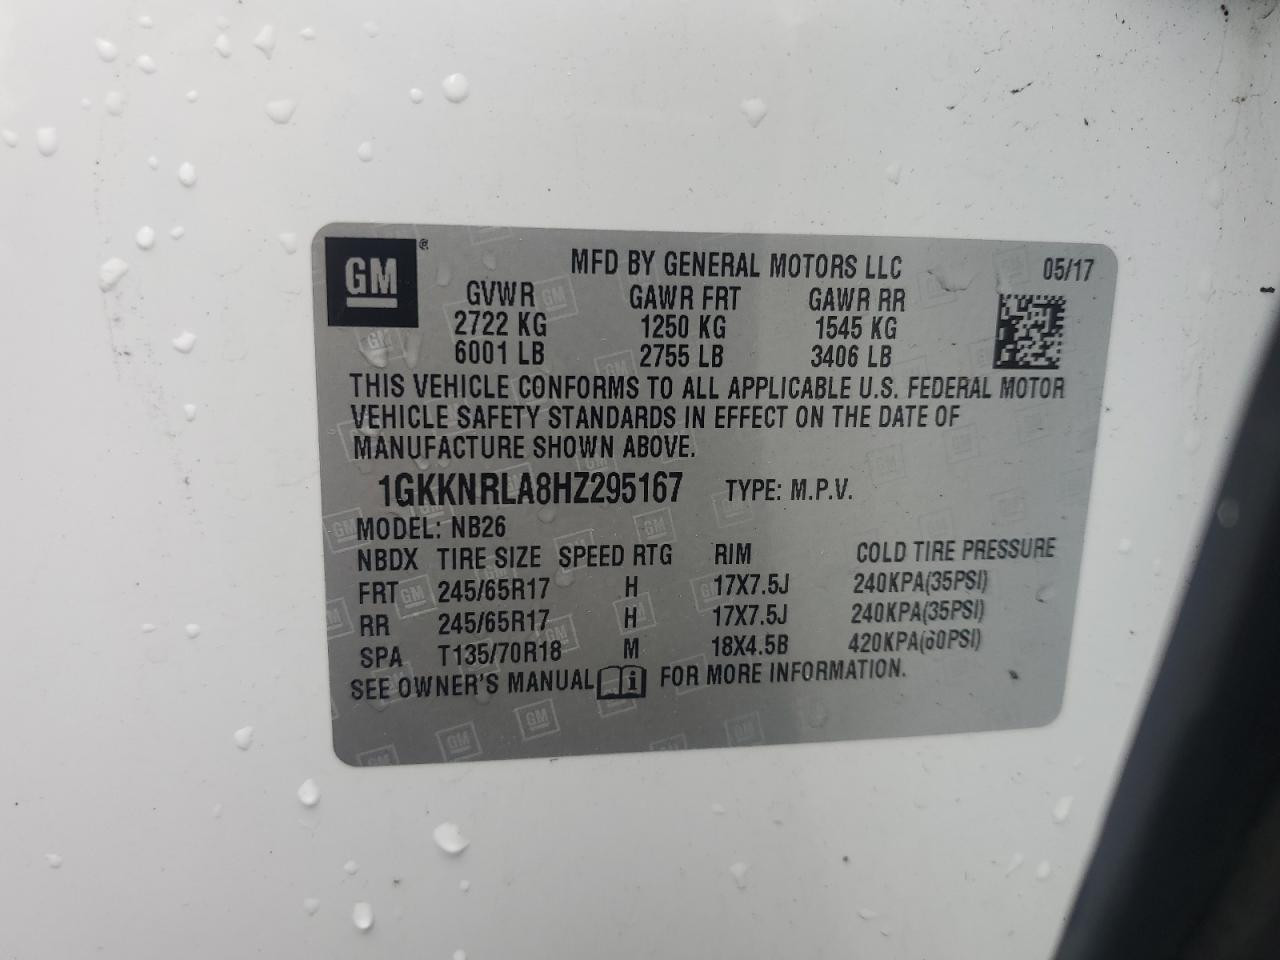 GM ® MFD BY GENERAL MOTORS LLC 05/17
GVWR GAWR FRT GAWR RR
2722 KG 1250 KG 1545 KG
6001 LB 2755 LB 3406 LB
THIS VEHICLE CONFORMS TO ALL APPLICABLE U.S. FEDERAL MOTOR
VEHICLE SAFETY STANDARDS IN EFFECT ON THE DATE OF
MANUFACTURE SHOWN ABOVE.
1GKKNRLA8HZ295167 TYPE: M.P.V.
MODEL: NB26
NBDX TIRE SIZE SPEED RTG RIM COLD TIRE PRESSURE
FRT 245/65R17 H 17X7.5J 240KPA(35PSI)
RR 245/65R17 H 17X7.5J 240KPA(35PSI)
SPA T135/70R18 M 18X4.5B 420KPA(60PSI)
SEE OWNER'S MANUAL i FOR MORE INFORMATION.